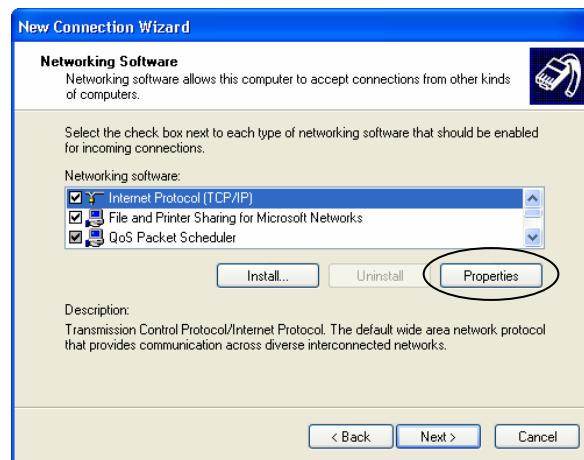 New Connection Wizard
Networking Software
Networking software allows this computer to accept connections from other kinds
of computers.
Select the check box next to each type of networking software that should be enabled
for incoming connections.
Networking software:
Internet Protocol (TCP/IP)
File and Printer Sharing for Microsoft Networks
QoS Packet Scheduler
Install... Uninstall Properties
Description:
Transmission Control Protocol/Internet Protocol. The default wide area network protocol
that provides communication across diverse interconnected networks.
< Back Next > Cancel